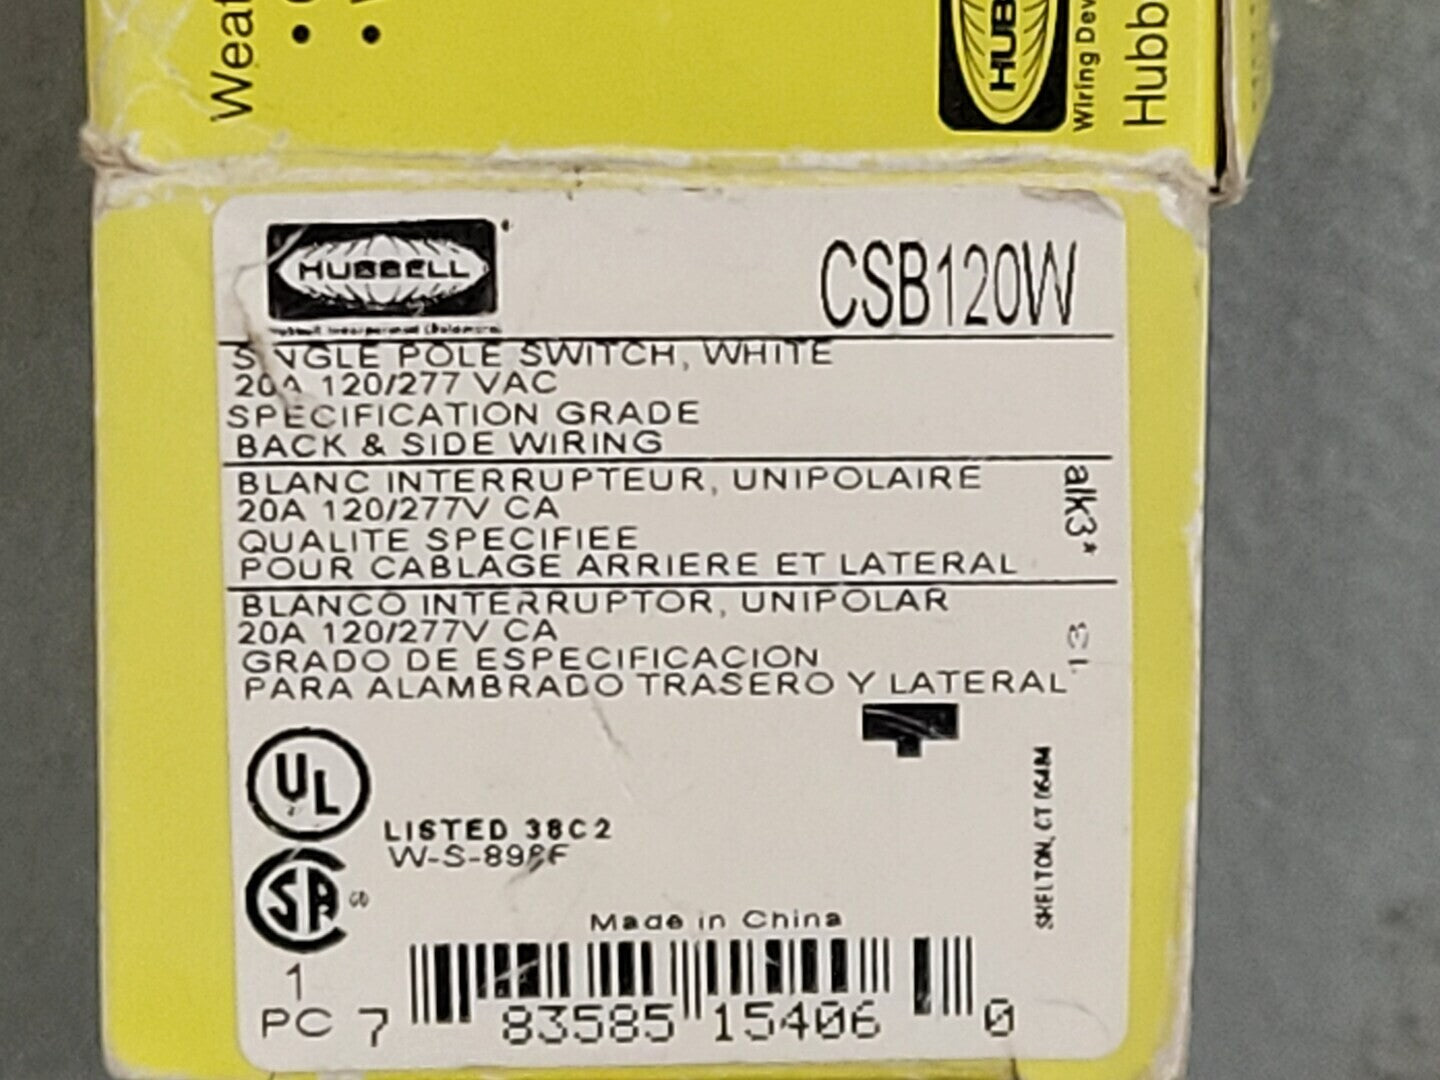 Weat
HUB
Wiring Dev
Hubb
HUBBELL
CSB120W
SINGLE POLE SWITCH, WHITE
20A 120/277 VAC
SPECIFICATION GRADE
BACK & SIDE WIRING
BLANC INTERRUPTEUR, UNIPOLAIRE
20A 120/277V CA
QUALITE SPECIFIEE
POUR CABLAGE ARRIERE ET LATERAL
alk3*
BLANCO INTERRUPTOR, UNIPOLAR
20A 120/277V CA
GRADO DE ESPECIFICACION
PARA ALAMBRADO TRASERO Y LATERAL
13
UL
LISTED 38C2
W-S-896F
SHELTON, CT 06484
SA ®
Made in China
1
PC 7 83585 15406 0